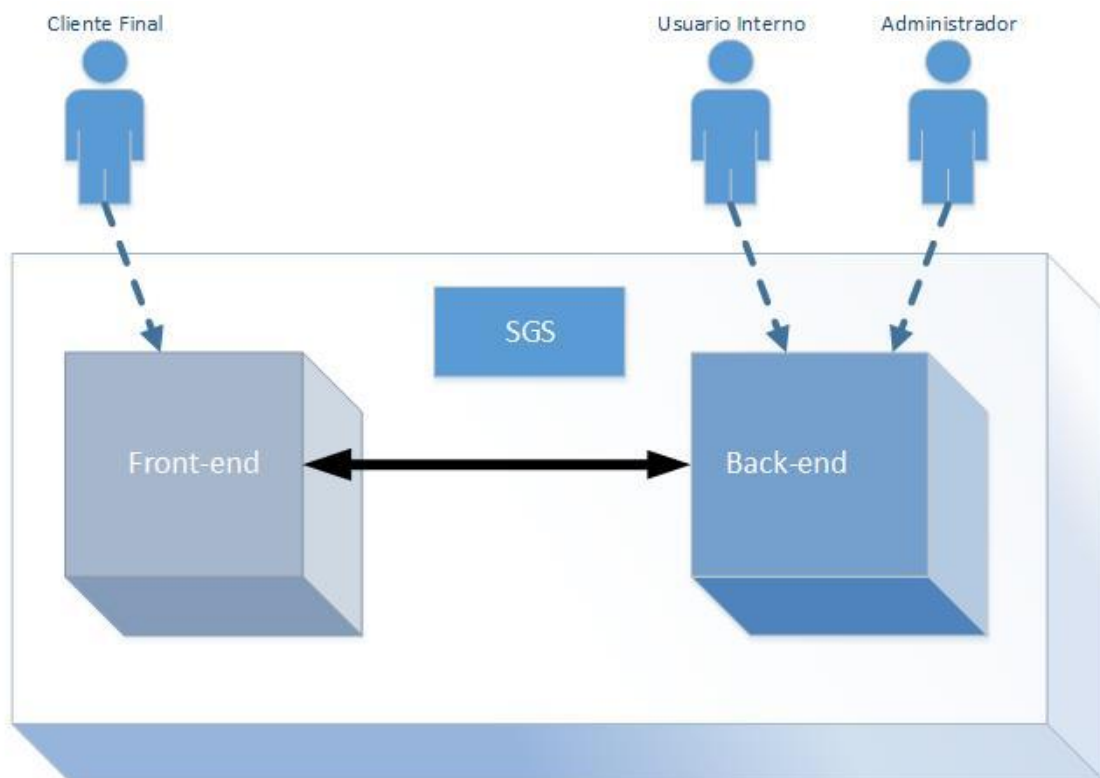 Cliente Final
Usuario Interno
Administrador
SGS
Front-end
Back-end